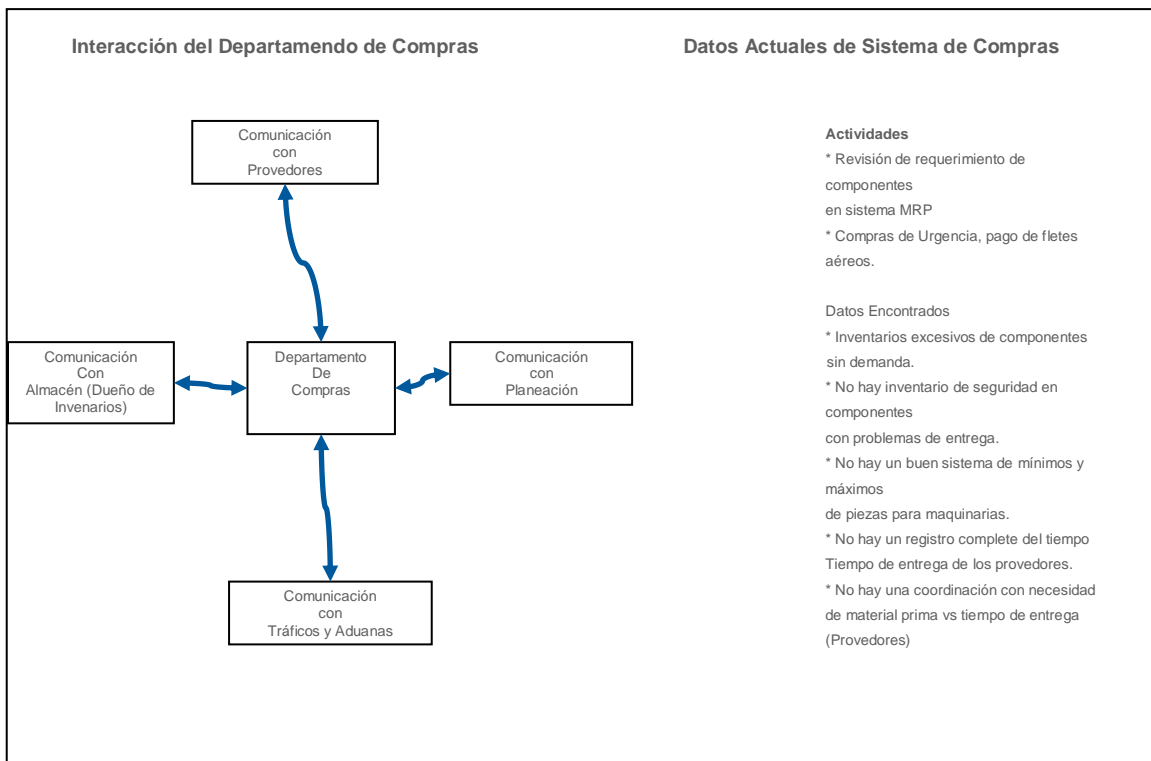 Interacción del Departamendo de Compras
Datos Actuales de Sistema de Compras
Comunicación
con
Provedores
Comunicación
Con
Almacén (Dueño de
Invenarios)
Departamento
De
Compras
Comunicación
con
Planeación
Comunicación
con
Tráficos y Aduanas
Actividades
* Revisión de requerimiento de
componentes
en sistema MRP
* Compras de Urgencia, pago de fletes
aéreos.
Datos Encontrados
* Inventarios excesivos de componentes
sin demanda.
* No hay inventario de seguridad en
componentes
con problemas de entrega.
* No hay un buen sistema de mínimos y
máximos
de piezas para maquinarias.
* No hay un registro complete del tiempo
Tiempo de entrega de los provedores.
* No hay una coordinación con necesidad
de material prima vs tiempo de entrega
(Provedores)